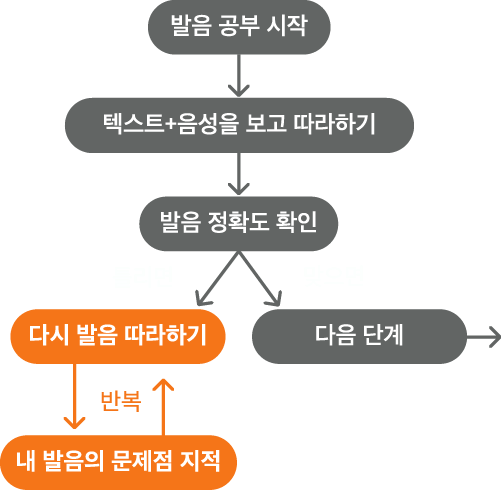 발음 공부 시작
텍스트+음성을 보고 따라하기
발음 정확도 확인
다시 발음 따라하기
다음 단계
반복
내 발음의 문제점 지적